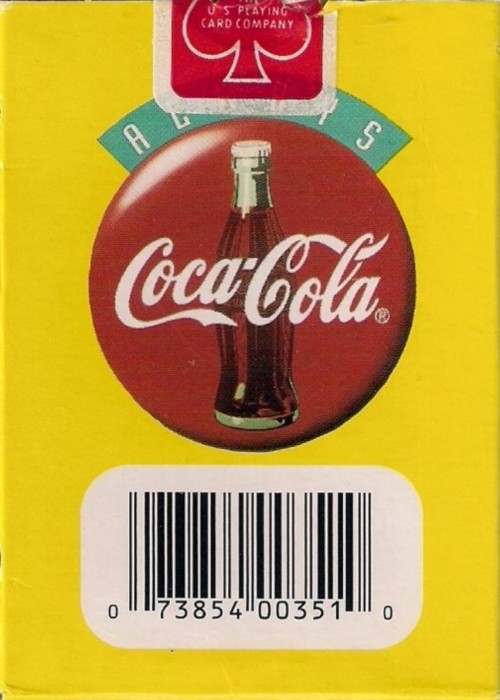 U S PLAYING
CARD COMPANY
Coca-Cola®
0 73854 00351 0